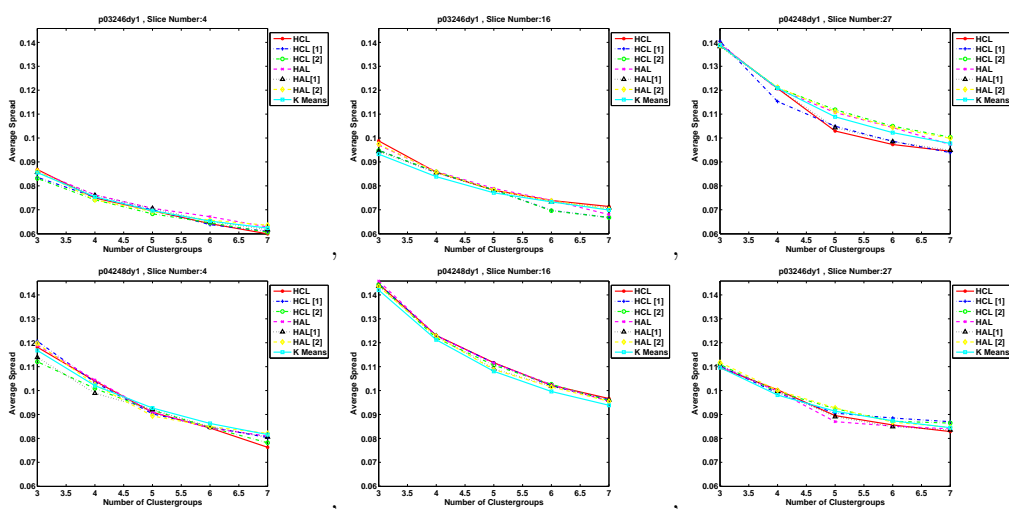 p03246dy1 , Slice Number:4
0.14
0.13
0.12
0.11
0.1
0.09
0.08
0.07
0.06
3 3.5 4 4.5 5 5.5 6 6.5 7
Average Spread
Number of Clustergroups
HCL
HCL [1]
HCL [2]
HAL
HAL[1]
HAL [2]
K Means
,
p03246dy1 , Slice Number:16
0.14
0.13
0.12
0.11
0.1
0.09
0.08
0.07
0.06
3 3.5 4 4.5 5 5.5 6 6.5 7
Average Spread
Number of Clustergroups
HCL
HCL [1]
HCL [2]
HAL
HAL[1]
HAL [2]
K Means
,
p04248dy1 , Slice Number:27
0.14
0.13
0.12
0.11
0.1
0.09
0.08
0.07
0.06
3 3.5 4 4.5 5 5.5 6 6.5 7
Average Spread
Number of Clustergroups
HCL
HCL [1]
HCL [2]
HAL
HAL[1]
HAL [2]
K Means
p04248dy1 , Slice Number:4
0.14
0.13
0.12
0.11
0.1
0.09
0.08
0.07
0.06
3 3.5 4 4.5 5 5.5 6 6.5 7
Average Spread
Number of Clustergroups
HCL
HCL [1]
HCL [2]
HAL
HAL[1]
HAL [2]
K Means
,
p04248dy1 , Slice Number:16
0.14
0.13
0.12
0.11
0.1
0.09
0.08
0.07
0.06
3 3.5 4 4.5 5 5.5 6 6.5 7
Average Spread
Number of Clustergroups
HCL
HCL [1]
HCL [2]
HAL
HAL[1]
HAL [2]
K Means
,
p03246dy1 , Slice Number:27
0.14
0.13
0.12
0.11
0.1
0.09
0.08
0.07
0.06
3 3.5 4 4.5 5 5.5 6 6.5 7
Average Spread
Number of Clustergroups
HCL
HCL [1]
HCL [2]
HAL
HAL[1]
HAL [2]
K Means